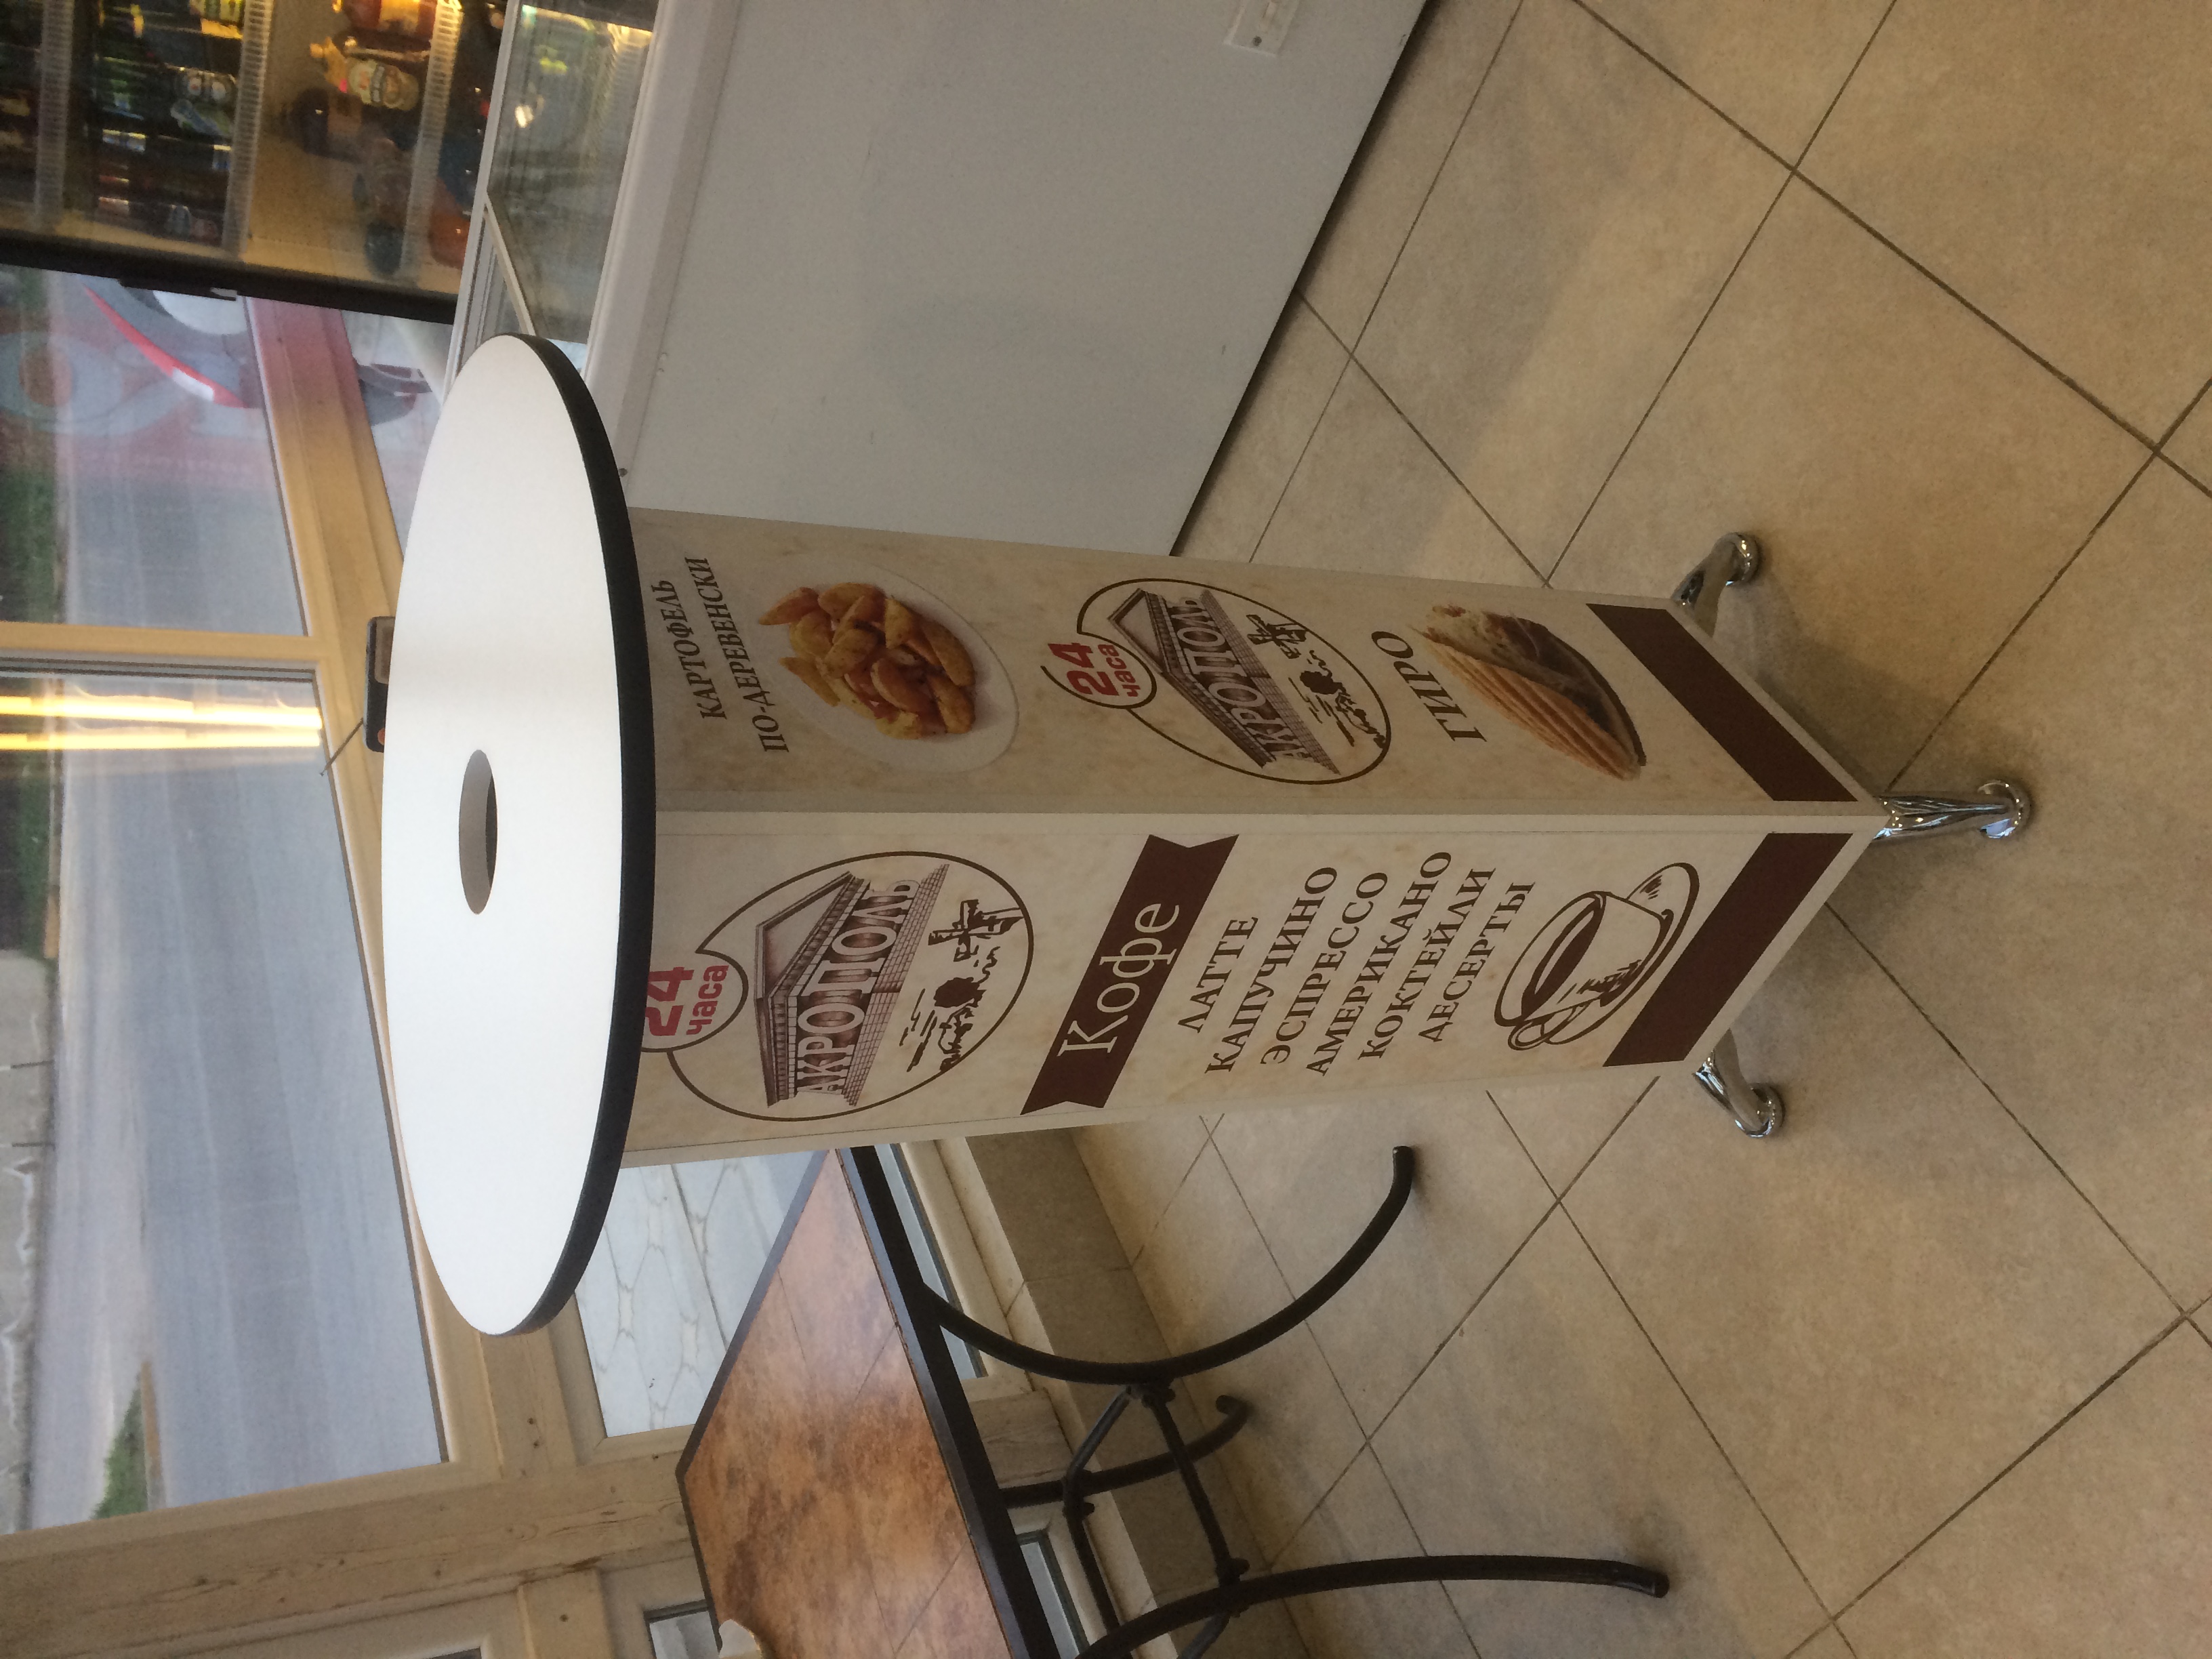 24
часа
АКРОПОЛЬ
Кофе
ЛАТТЕ
КАПУЧИНО
ЭСПРЕССО
АМЕРИКАНО
КОКТЕЙЛИ
ДЕСЕРТЫ
КАРТОФЕЛЬ
ПО-ДЕРЕВЕНСКИ
24
часа
АКРОПОЛЬ
ГИРО